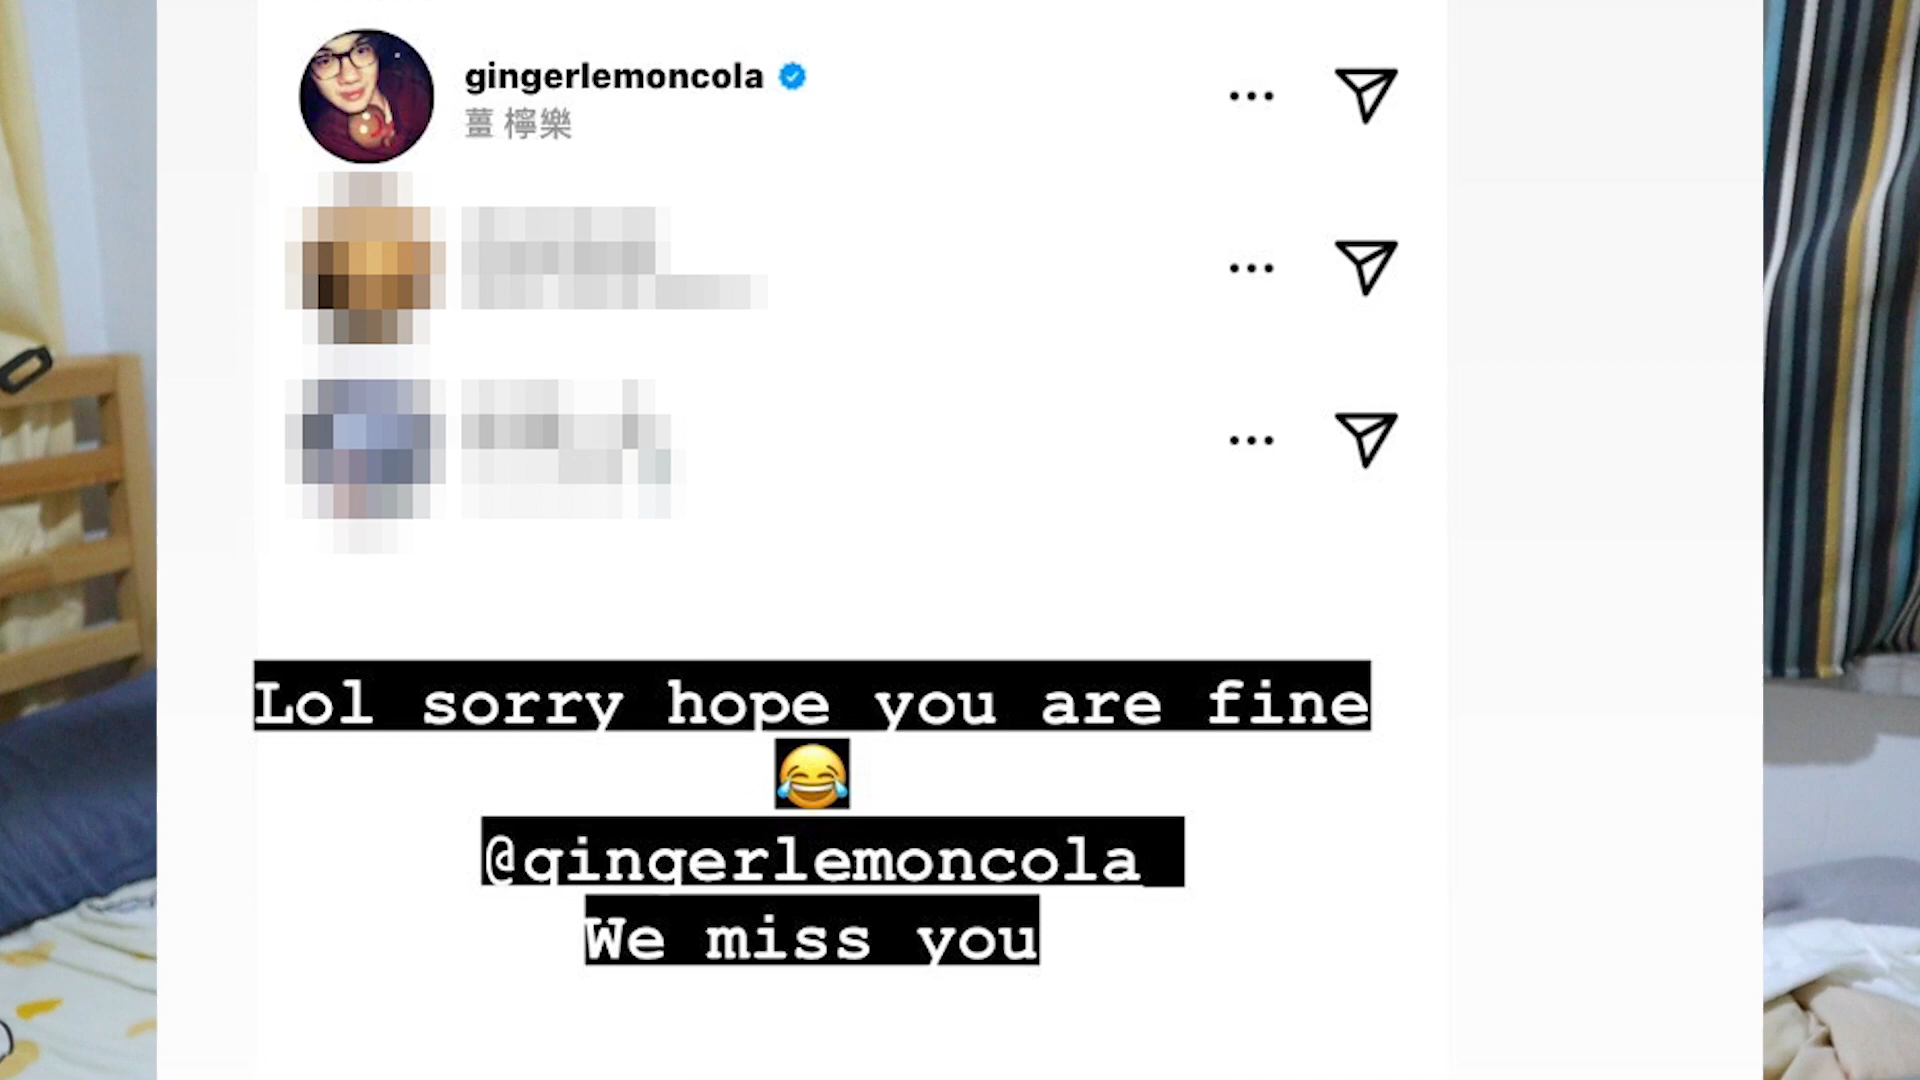 gingerlemoncola
薑 檸樂
Lol sorry hope you are fine
😂
@gingerlemoncola
We miss you